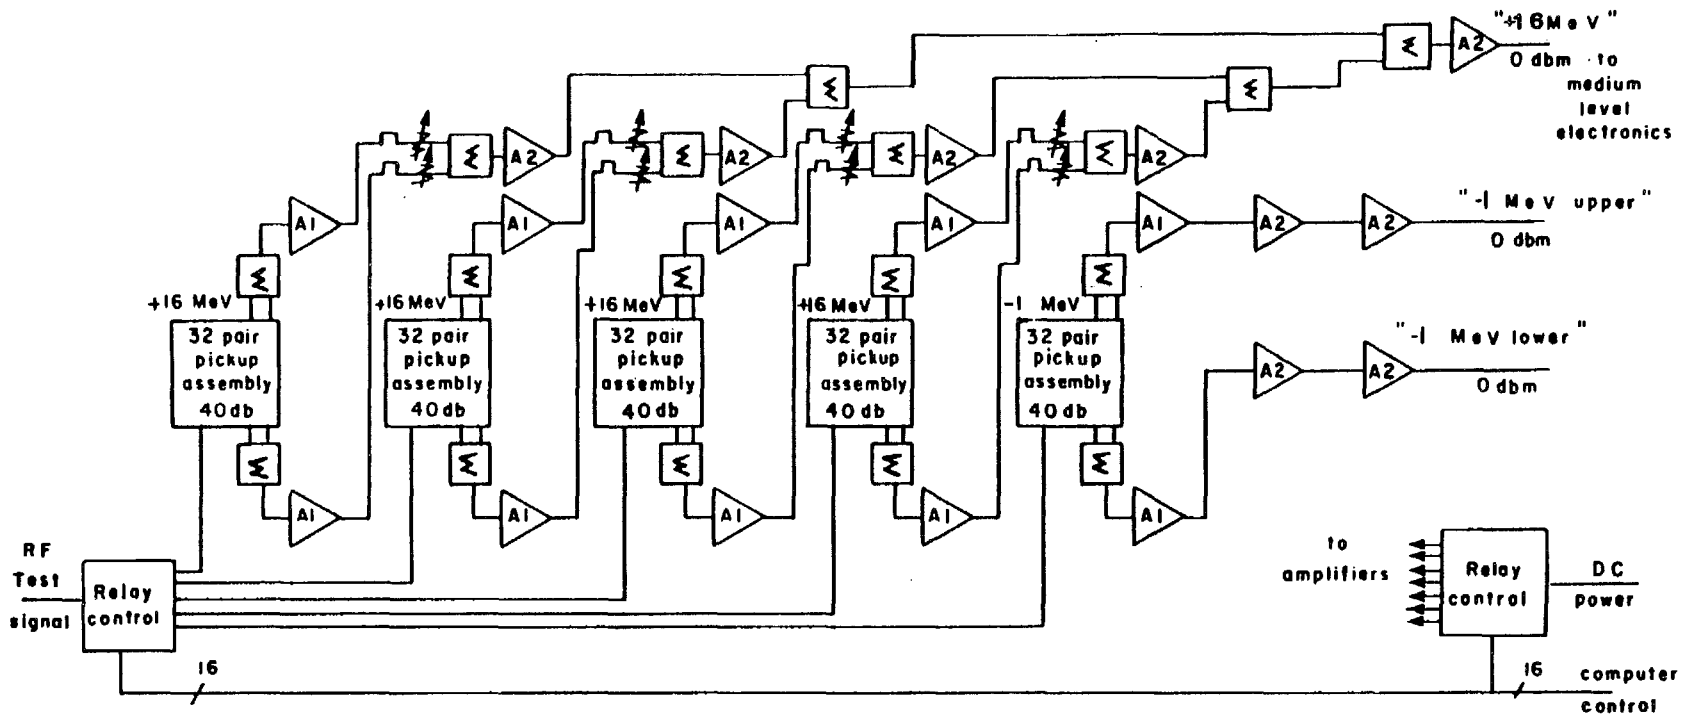 "+16MeV"
Σ
A2
0 dbm to
medium
level
electronics
Σ
Σ
Σ
A2
Σ
A2
Σ
A2
Σ
A2
A1
A1
A1
A1
A1
A2
A2
"-1 MeV upper"
0 dbm
Σ
Σ
Σ
Σ
Σ
+16 MeV
+16 MeV
+16 MeV
+16 MeV
-1 MeV
32 pair
pickup
assembly
40db
32 pair
pickup
assembly
40db
32 pair
pickup
assembly
40db
32 pair
pickup
assembly
40db
32 pair
pickup
assembly
40db
A2
A2
"-1 MeV lower"
0 dbm
Σ
Σ
Σ
Σ
Σ
A1
A1
A1
A1
A1
RF
Test
signal
Relay
control
to
amplifiers
Relay
control
DC
power
16
16
computer
control